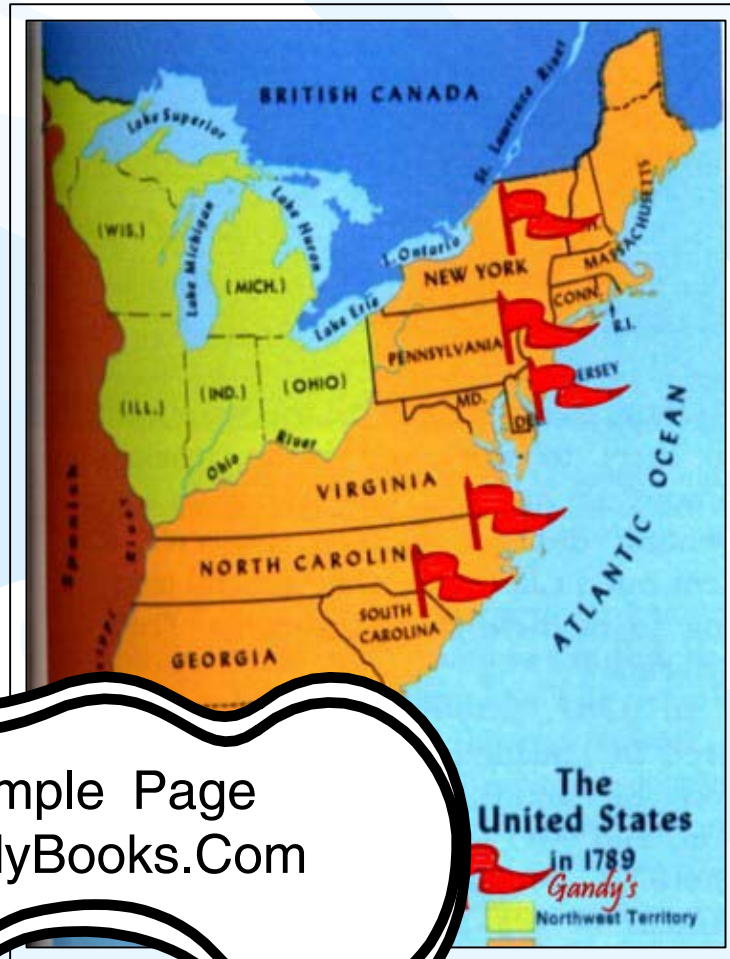 BRITISH CANADA
St. Lawrence River
Lake Superior
Lake Michigan
Lake Huron
L. Ontario
Lake Erie
(WIS.)
(MICH.)
(ILL.)
(IND.)
(OHIO)
Ohio River
NEW YORK
MASSACHUSETTS
CONN.
R.I.
PENNSYLVANIA
ERSEY
MD.
DE
VIRGINIA
NORTH CAROLIN
SOUTH
CAROLINA
GEORGIA
Spanish
River
ATLANTIC OCEAN
mple Page
lyBooks.Com
The
United States
in 1789
Gandy's
Northwest Territory